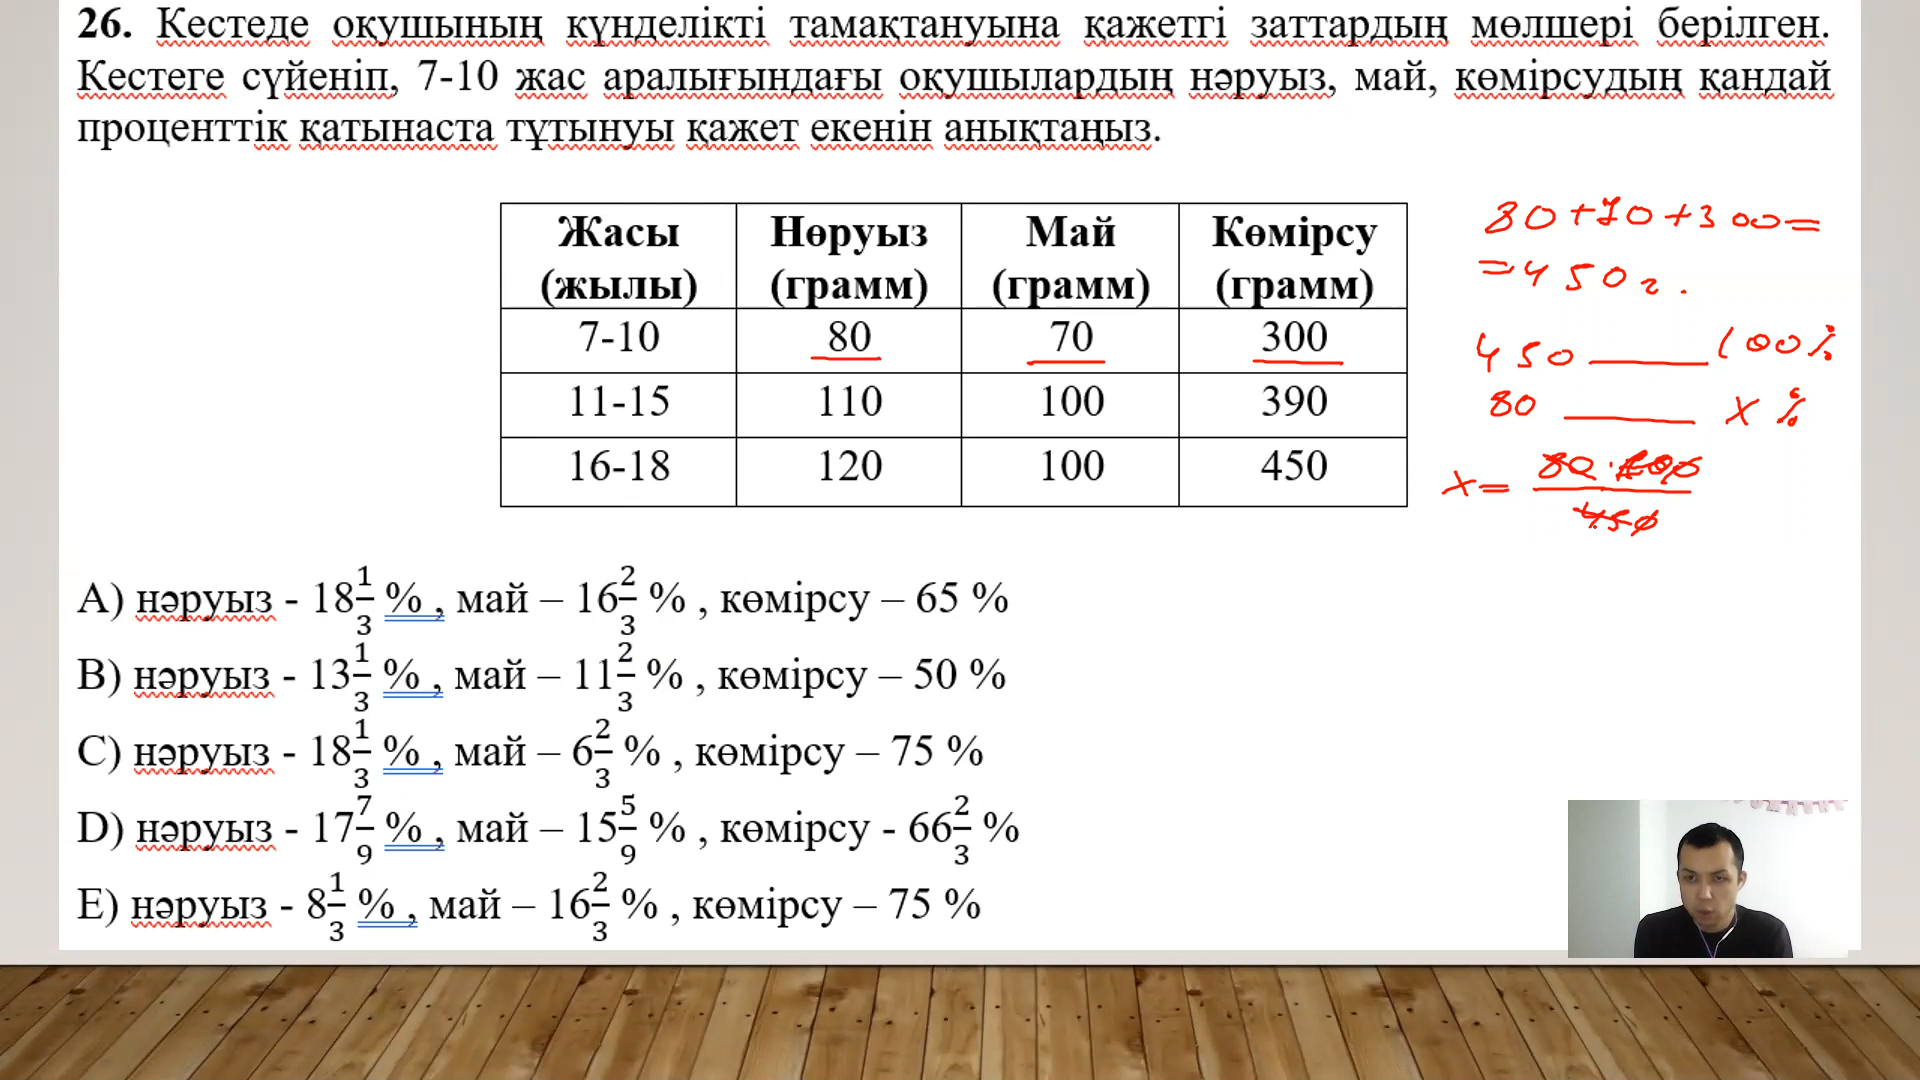 26. Кестеде оқушының күнделікті тамақтануына қажетгі заттардың мөлшері берілген.
Кестеге сүйеніп, 7-10 жас аралығындағы оқушылардың нәруыз, май, көмірсудың қандай
проценттік қатынаста тұтынуы қажет екенін анықтаңыз.
Жасы (жылы) Нөруыз (грамм) Май (грамм) Көмірсу (грамм)
7-10 80 70 300
11-15 110 100 390
16-18 120 100 450
80+70+300=
=450г.
450 —— 100%
80 —— x %
x= 80·100/450
A) нәруыз - 18 1/3 % , май – 16 2/3 % , көмірсу – 65 %
B) нәруыз - 13 1/3 % , май – 11 2/3 % , көмірсу – 50 %
C) нәруыз - 18 1/3 % , май – 6 2/3 % , көмірсу – 75 %
D) нәруыз - 17 7/9 % , май – 15 5/9 % , көмірсу - 66 2/3 %
E) нәруыз - 8 1/3 % , май – 16 2/3 % , көмірсу – 75 %